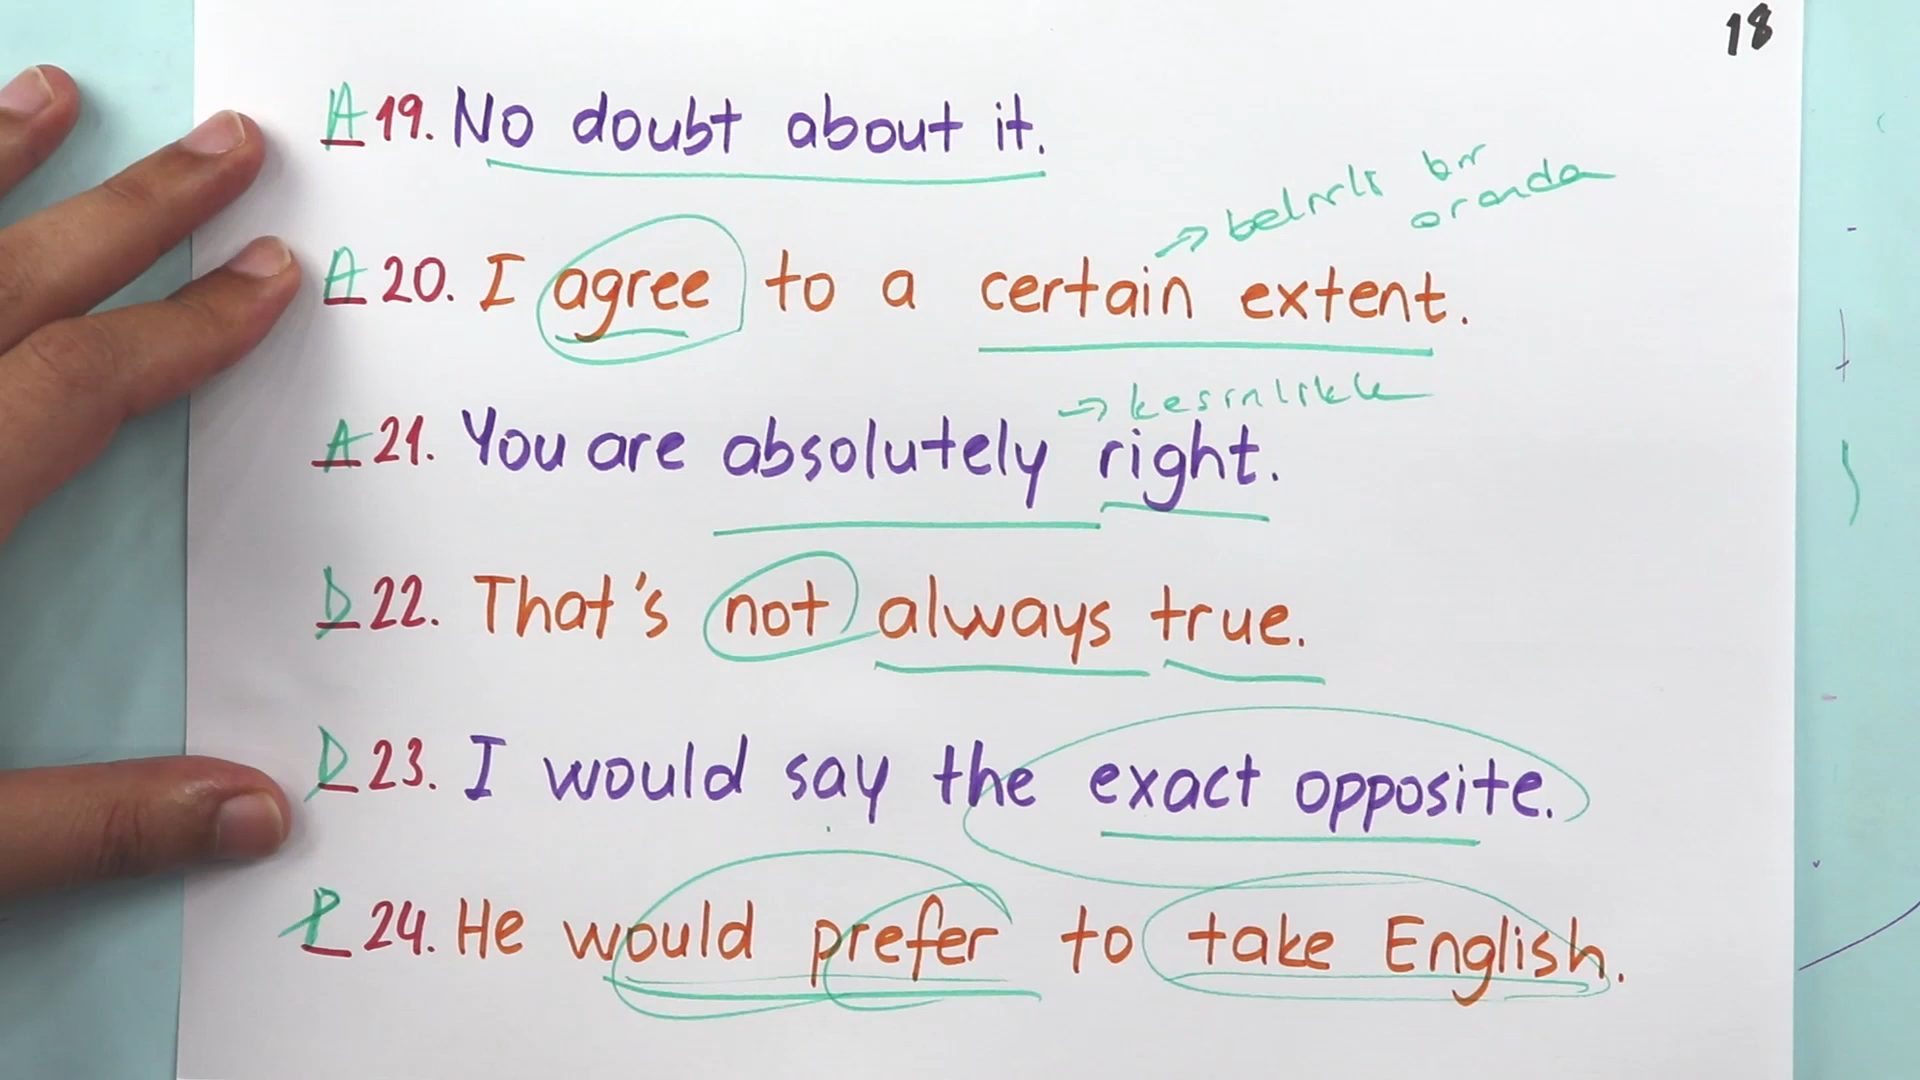 18
A 19. No doubt about it.
→ belirli bir
oranda
A 20. I agree to a certain extent.
→ kesinlikle
A 21. You are absolutely right.
D 22. That's not always true.
D 23. I would say the exact opposite.
P 24. He would prefer to take English.